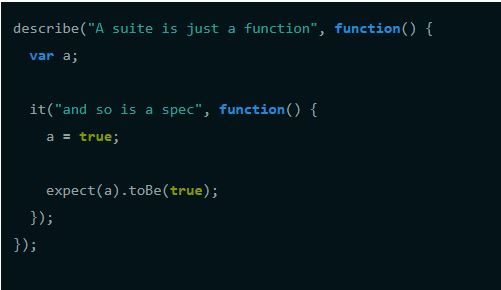 describe("A suite is just a function", function() {
  var a;

  it("and so is a spec", function() {
    a = true;

    expect(a).toBe(true);
  });
});